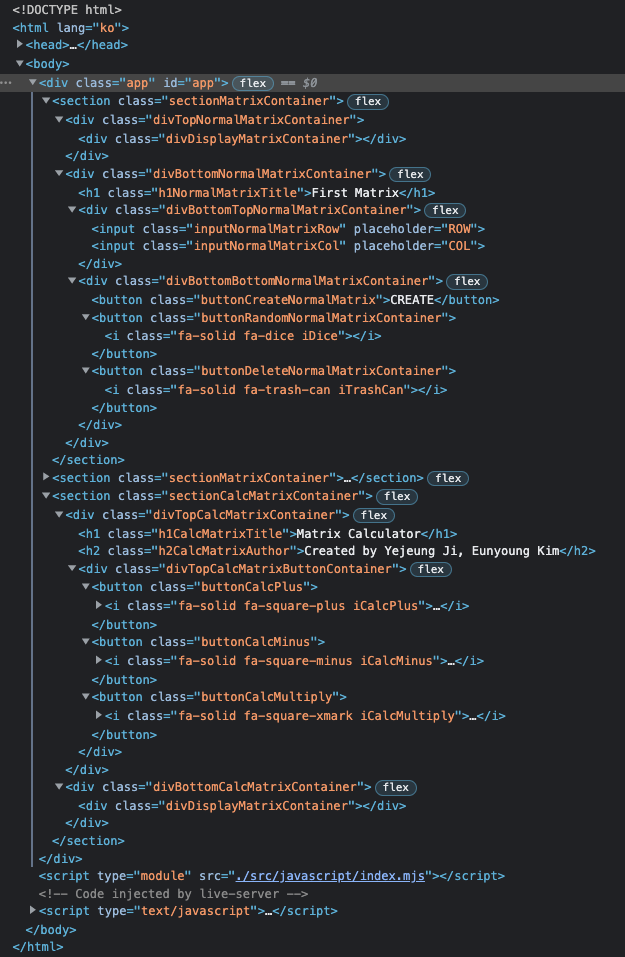 <!DOCTYPE html>
<html lang="ko">
<head>…</head>
<body>
<div class="app" id="app"> flex == $0
<section class="sectionMatrixContainer"> flex
<div class="divTopNormalMatrixContainer">
<div class="divDisplayMatrixContainer"></div>
</div>
<div class="divBottomNormalMatrixContainer"> flex
<h1 class="h1NormalMatrixTitle">First Matrix</h1>
<div class="divBottomTopNormalMatrixContainer"> flex
<input class="inputNormalMatrixRow" placeholder="ROW">
<input class="inputNormalMatrixCol" placeholder="COL">
</div>
<div class="divBottomBottomNormalMatrixContainer"> flex
<button class="buttonCreateNormalMatrix">CREATE</button>
<button class="buttonRandomNormalMatrixContainer">
<i class="fa-solid fa-dice iDice"></i>
</button>
<button class="buttonDeleteNormalMatrixContainer">
<i class="fa-solid fa-trash-can iTrashCan"></i>
</button>
</div>
</div>
</section>
<section class="sectionMatrixContainer">…</section> flex
<section class="sectionCalcMatrixContainer"> flex
<div class="divTopCalcMatrixContainer"> flex
<h1 class="h1CalcMatrixTitle">Matrix Calculator</h1>
<h2 class="h2CalcMatrixAuthor">Created by Yejeung Ji, Eunyoung Kim</h2>
<div class="divTopCalcMatrixButtonContainer"> flex
<button class="buttonCalcPlus">
<i class="fa-solid fa-square-plus iCalcPlus">…</i>
</button>
<button class="buttonCalcMinus">
<i class="fa-solid fa-square-minus iCalcMinus">…</i>
</button>
<button class="buttonCalcMultiply">
<i class="fa-solid fa-square-xmark iCalcMultiply">…</i>
</button>
</div>
</div>
<div class="divBottomCalcMatrixContainer"> flex
<div class="divDisplayMatrixContainer"></div>
</div>
</section>
</div>
<script type="module" src="./src/javascript/index.mjs"></script>
<!-- Code injected by live-server -->
<script type="text/javascript">…</script>
</body>
</html>